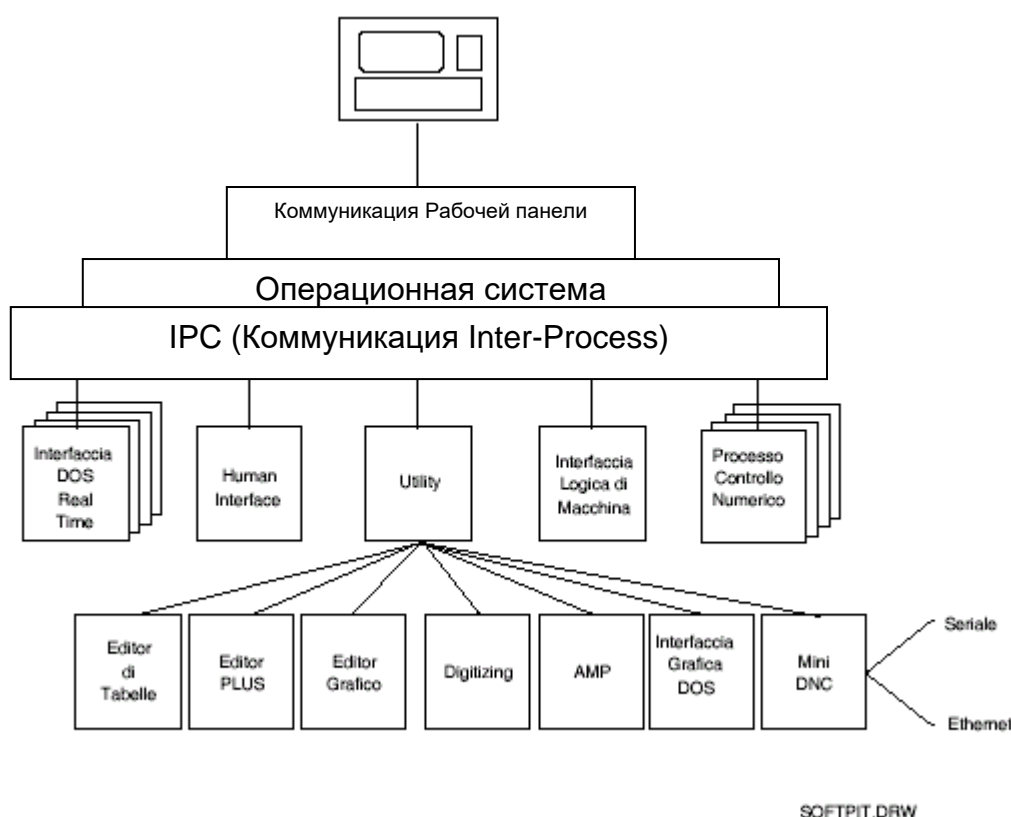 Коммуникация Рабочей панели
Операционная система
IPC (Коммуникация Inter-Process)
Interfaccia
DOS
Real
Time
Human
Interface
Utility
Interfaccia
Logica di
Macchina
Processo
Controllo
Numerico
Editor
di
Tabelle
Editor
PLUS
Editor
Grafico
Digitizing
AMP
Interfaccia
Grafica
DOS
Mini
DNC
Seriale
Ethernet
SOFTPIT.DRW